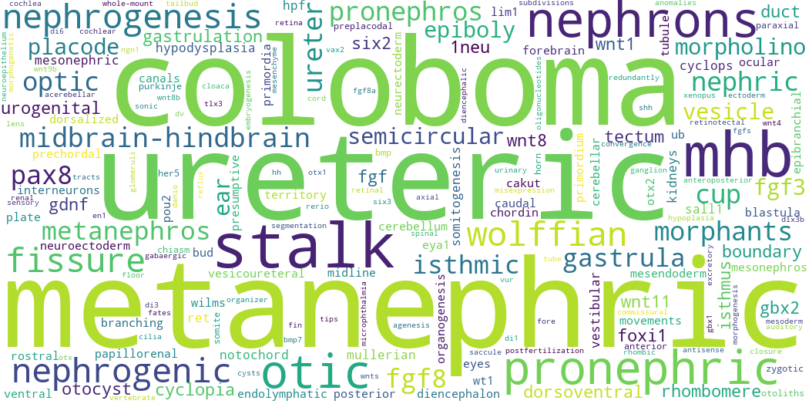 cochlea whole-mount tailbud hpf lim1 subdivisions anomalies
nephrogenesis pronephros nephrons duct
retina preplacodal paraxial
gastrulation epiboly tubule
placode hypodysplasia six2 1neu forebrain wnt1 morpholino
mesonephric ureter cyclops ocular
neuroepithelium morphogenetic di6 cochlear ngn1
optic canals purkinje primordia mesenchyme vax2 neurectoderm diencephalic nephric
wnt9b acerebellar wnt8b cloaca fgf8a oligonucleotides redundantly xenopus ectoderm
coloboma
urogenital dorsalized sonic tlx3 embryogenesis cord shh retinotectal wnt4 vesicle epibranchial
lens dv fgfs
midbrain-hindbrain semicircular wnt8 tectum ub convergence
prechordal bmp cakut horn primordium ganglion anteroposterior
ureteric mhb
pax8 glomeruli hh otx1 urinary cerebellar kidneys
tracts her5 danio reflux retinal misexpression otx2 cup fgf3
interneurons ear presumptive territory fgf
renal sensory gdnf pou2 rerio six3 axial caudal sall1 blastula dlx3b
plate en1 segmentation chordin hypoplasia
metanephros cerebellum somitogenesis morphants
neuroectoderm stalk chiasm spinal eya1 wolffian boundary
fissure gabaergic bud midline isthmic gastrula mesendoderm mesonephros
floor vesicoureteral vur tube excretory
metanephric
di3 fates wilms organizer microphthalmia organogenesis vestibular wnt11 isthmus gbx2
branching ret somite fin tips commissural movements gbx1 morphogenesis mesoderm
cilia bmp7 agenesis fore foxi1 auditory
rostral otx papillorenal notochord mullerian di1 rhombic anterior antisense closure
nephrogenic otic saccule postfertilization pronephric
cysts wnts eyes zygotic
otocyst cyclopia fgf8 wt1 dorsoventral rhombomere otoliths
ventral vertebrate endolymphatic posterior diencephalon